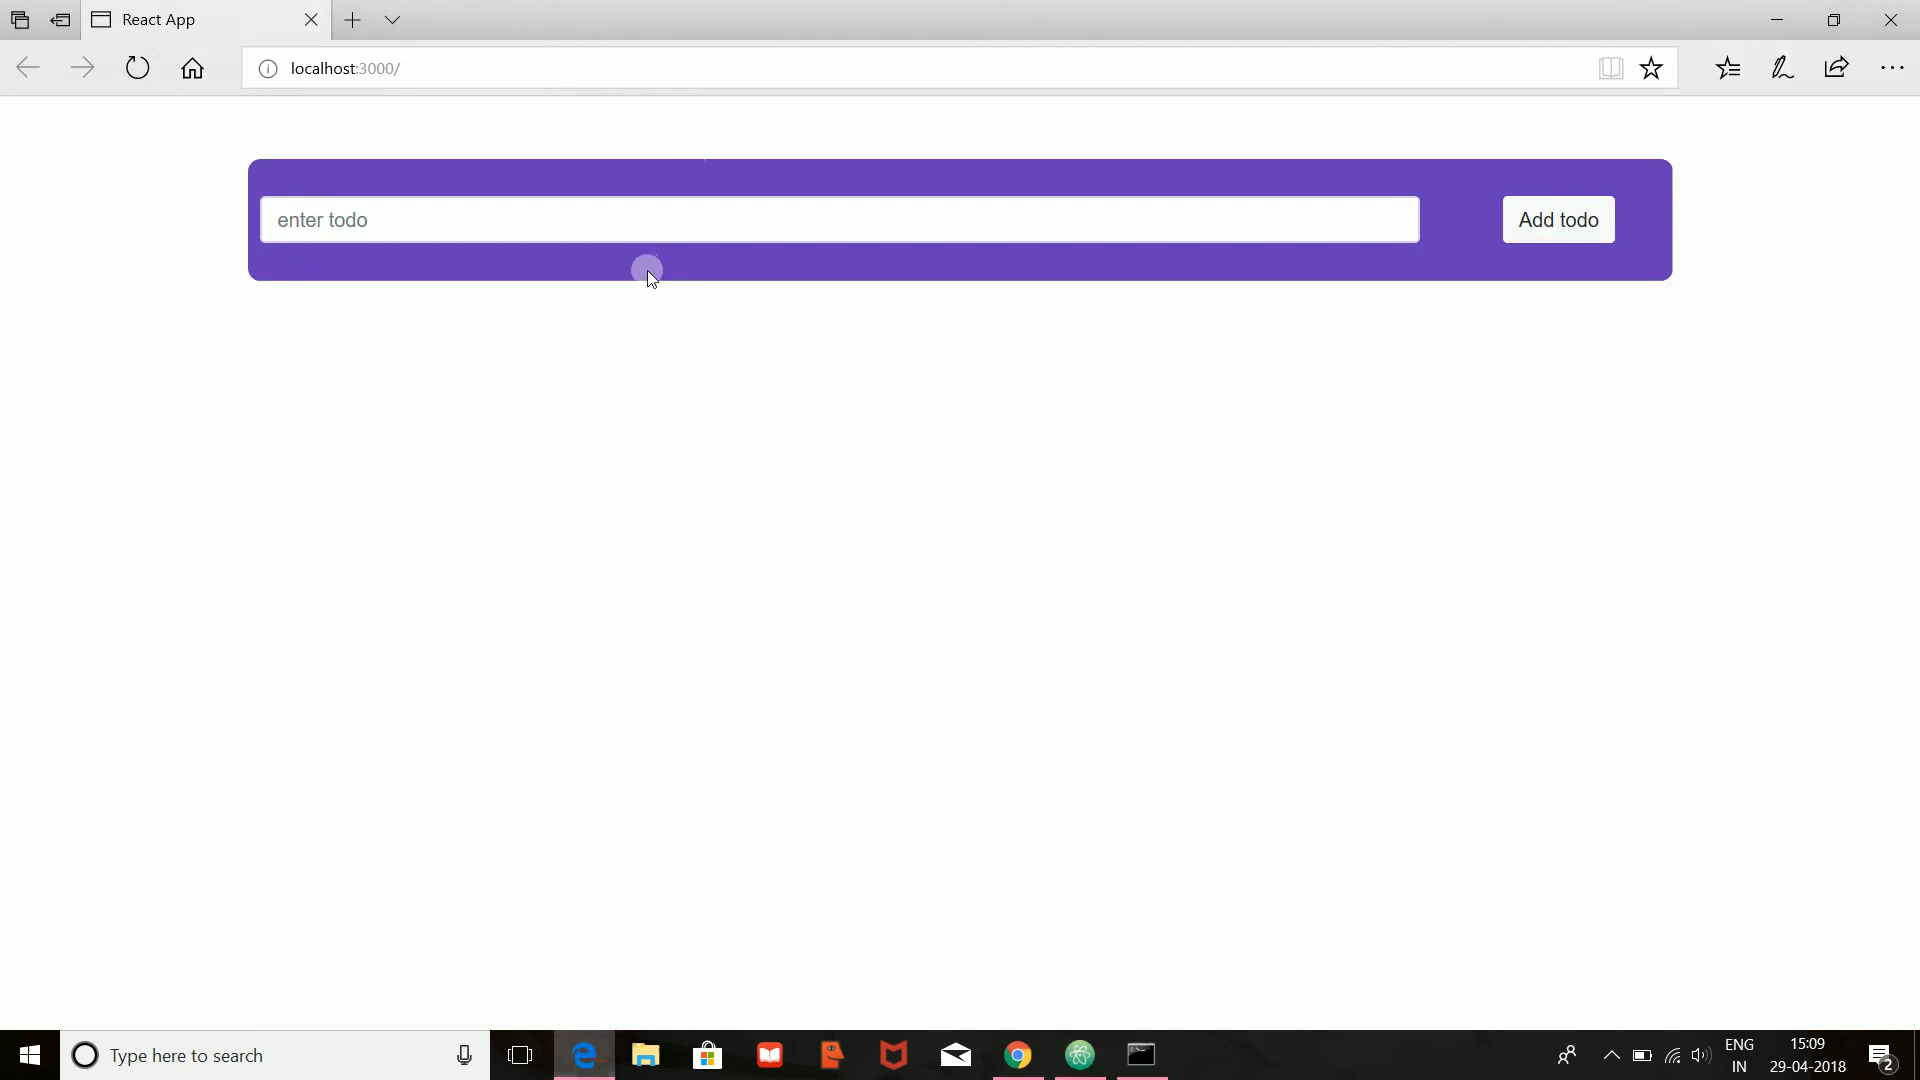 React App
localhost:3000/
enter todo
Add todo
Type here to search
ENG
IN
15:09
29-04-2018
2